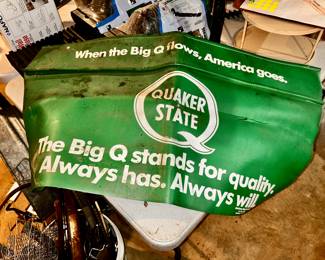 When the Big Q flows, America goes.
QUAKER
STATE
The Big Q stands for quality.
Always has. Always will.